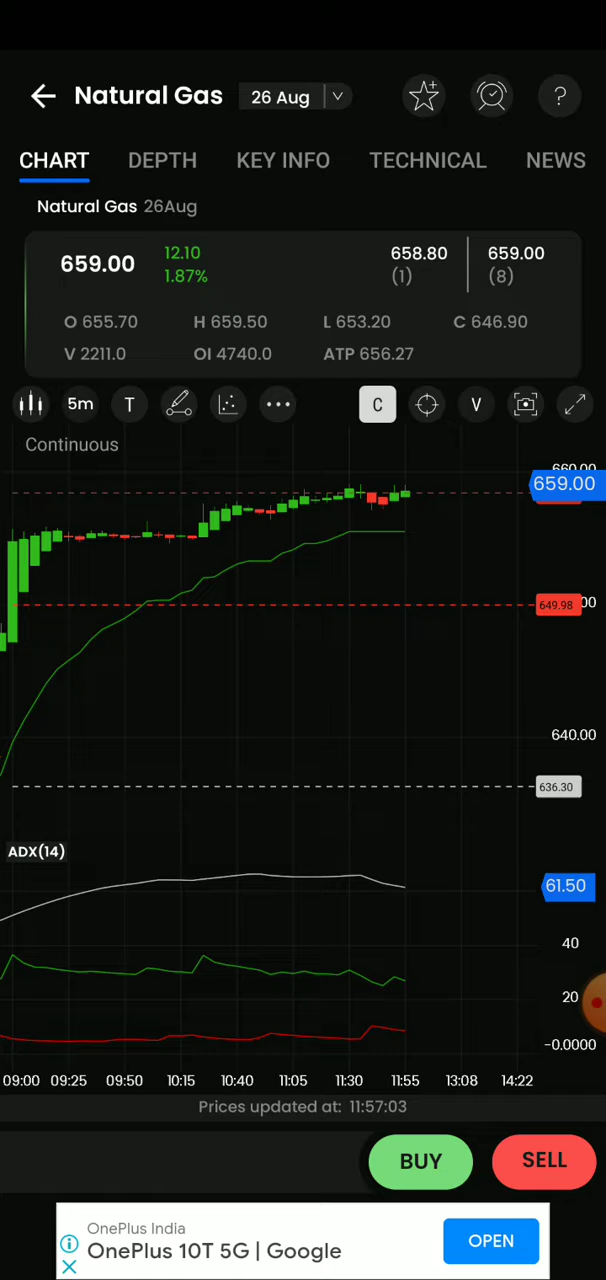 Natural Gas 26 Aug ?
CHART DEPTH KEY INFO TECHNICAL NEWS
Natural Gas 26Aug
659.00 12.10 658.80 659.00
1.87% (1) (8)
O 655.70 H 659.50 L 653.20 C 646.90
V 2211.0 OI 4740.0 ATP 656.27
5m T C V
Continuous
660.00
659.00
649.98
640.00
636.30
ADX(14)
61.50
40
20
-0.0000
09:00 09:25 09:50 10:15 10:40 11:05 11:30 11:55 13:08 14:22
Prices updated at: 11:57:03
BUY SELL
OnePlus India
OnePlus 10T 5G | Google
OPEN